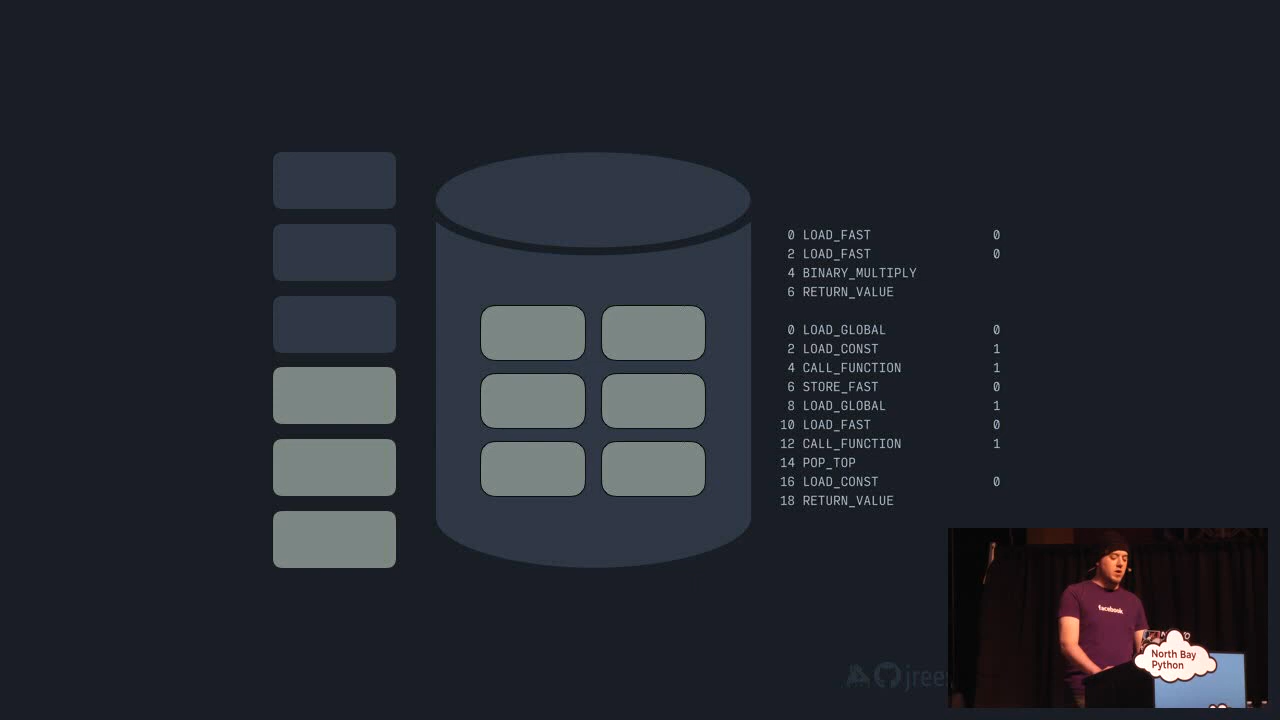 0 LOAD_FAST 0
2 LOAD_FAST 0
4 BINARY_MULTIPLY
6 RETURN_VALUE
0 LOAD_GLOBAL 0
2 LOAD_CONST 1
4 CALL_FUNCTION 1
6 STORE_FAST 0
8 LOAD_GLOBAL 1
10 LOAD_FAST 0
12 CALL_FUNCTION 1
14 POP_TOP
16 LOAD_CONST 0
18 RETURN_VALUE
facebook
North Bay
Python